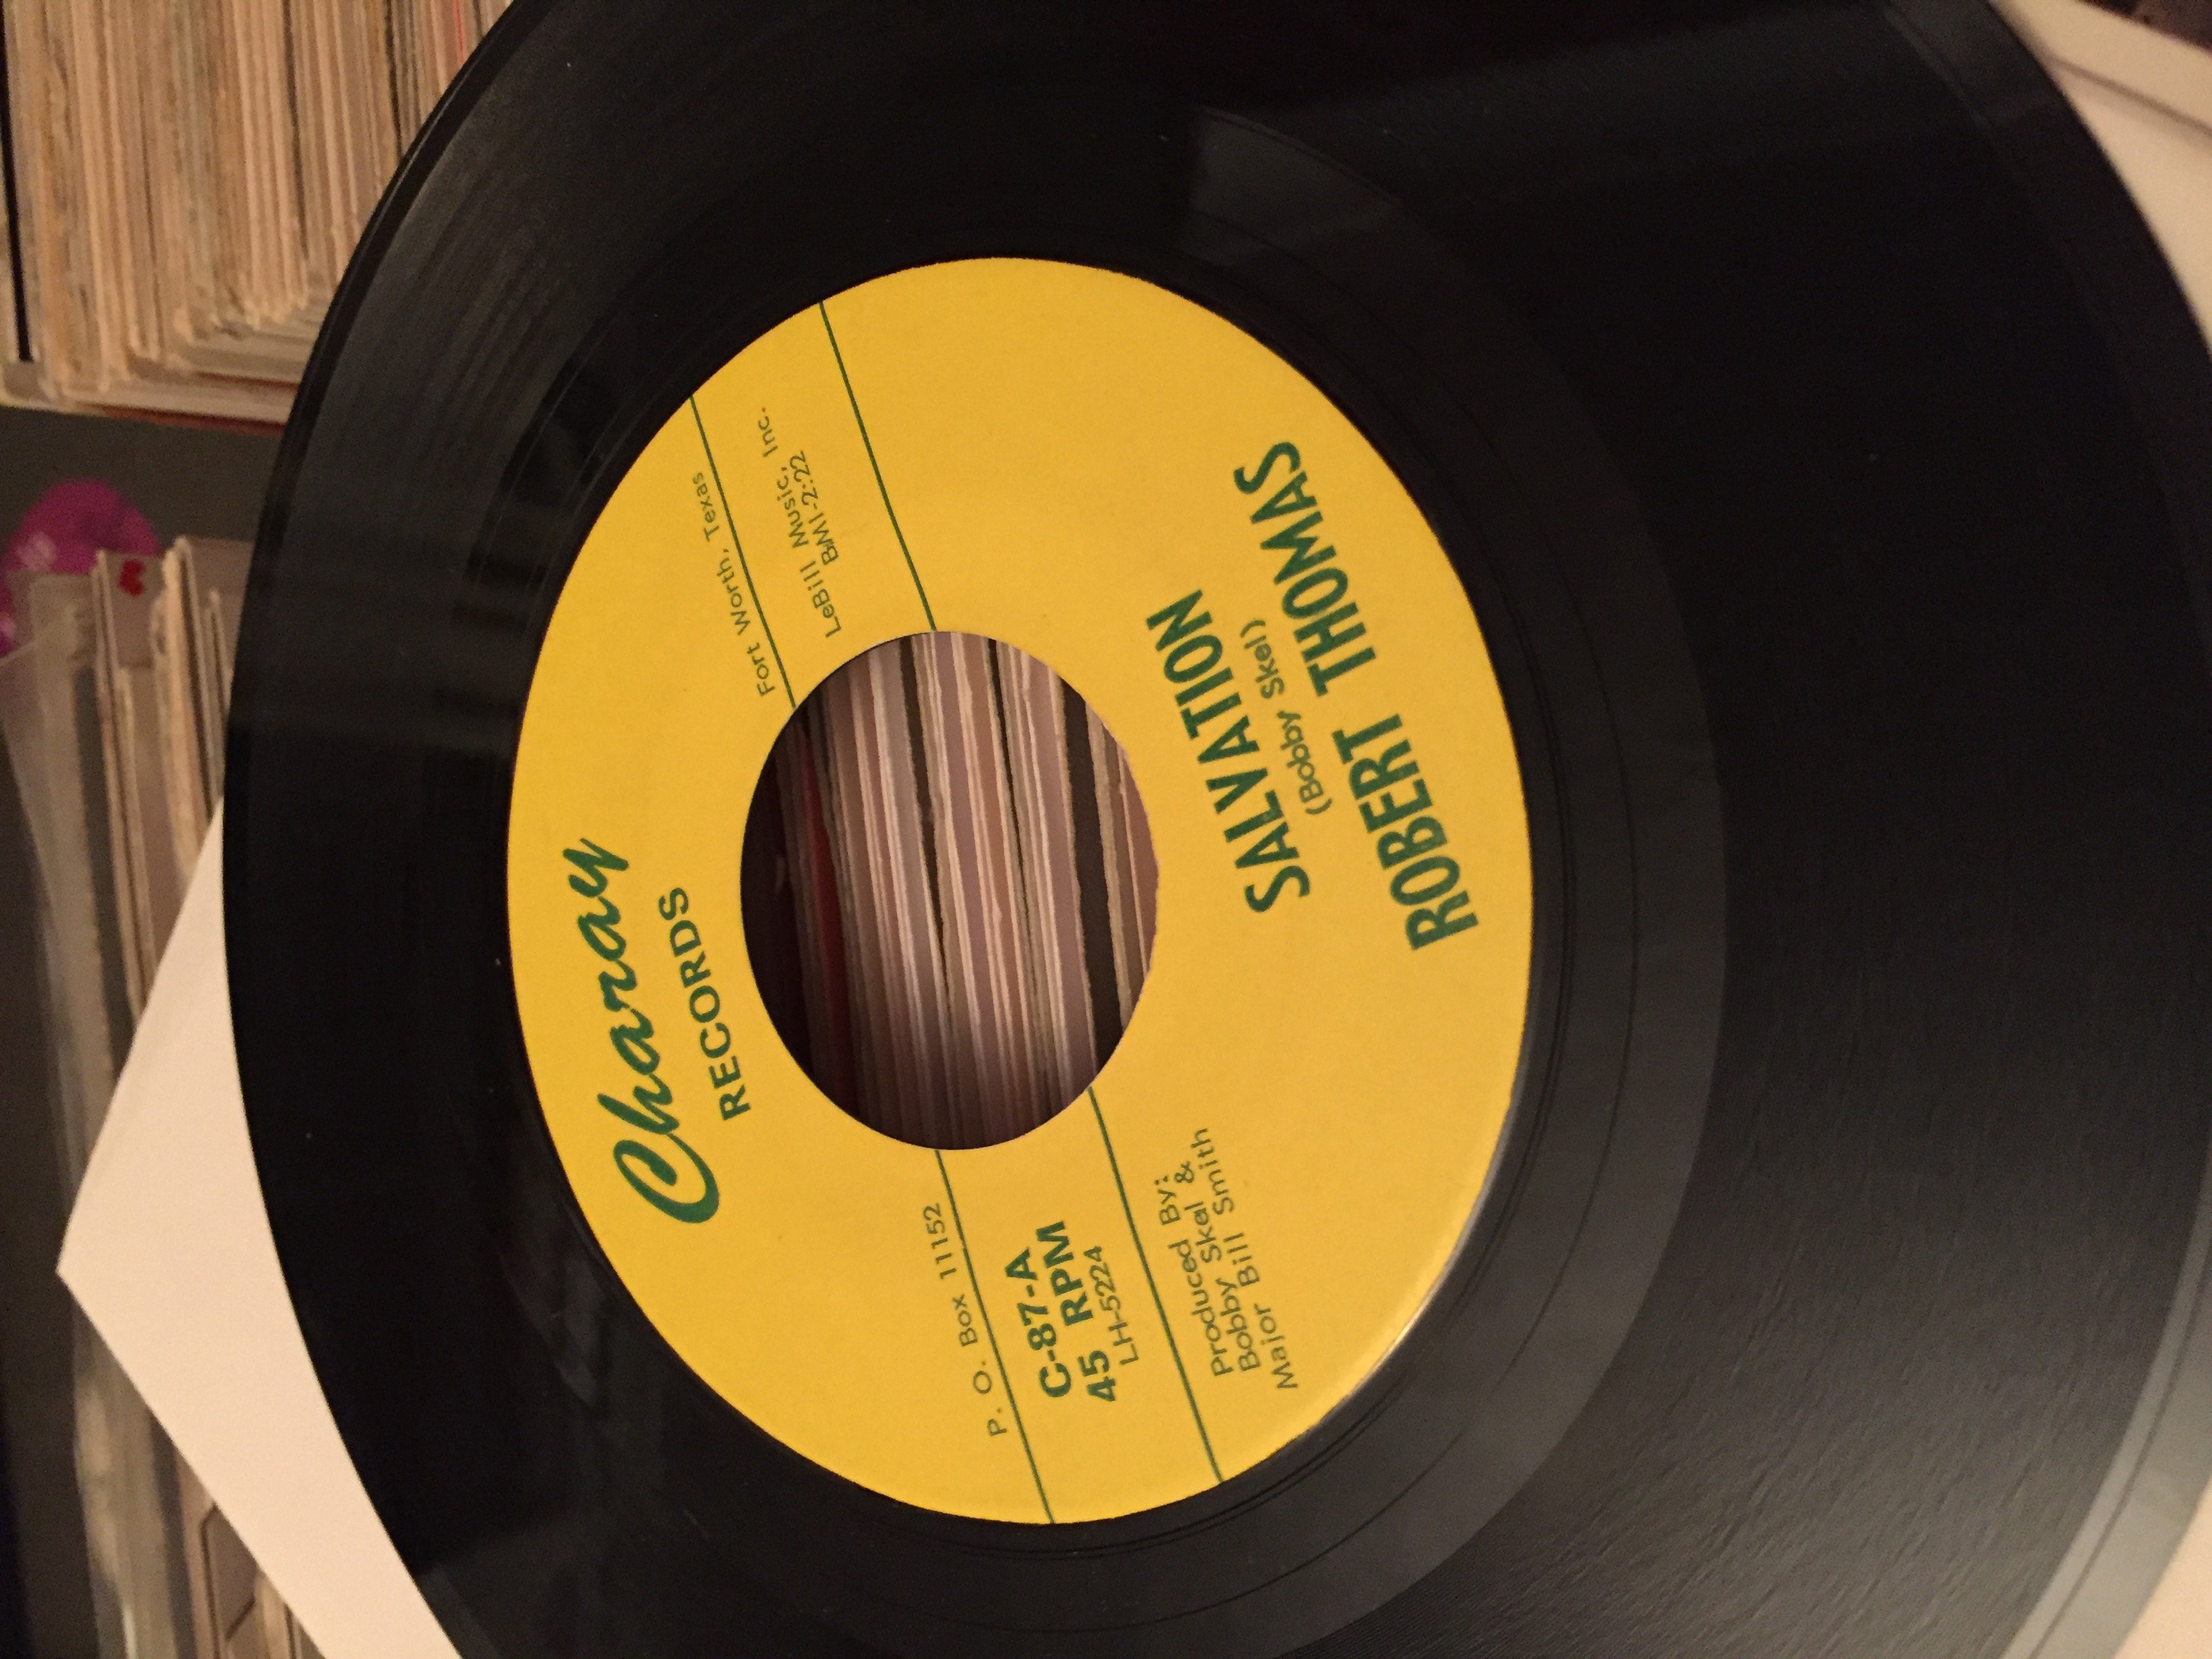 Charay
RECORDS
P. O. Box 11152
Fort Worth, Texas
C-87-A
45 RPM
LH-5224
LeBill Music, Inc.
BMI-2:22
Produced By:
Bobby Skel &
Major Bill Smith
SALVATION
(Bobby Skel)
ROBERT THOMAS